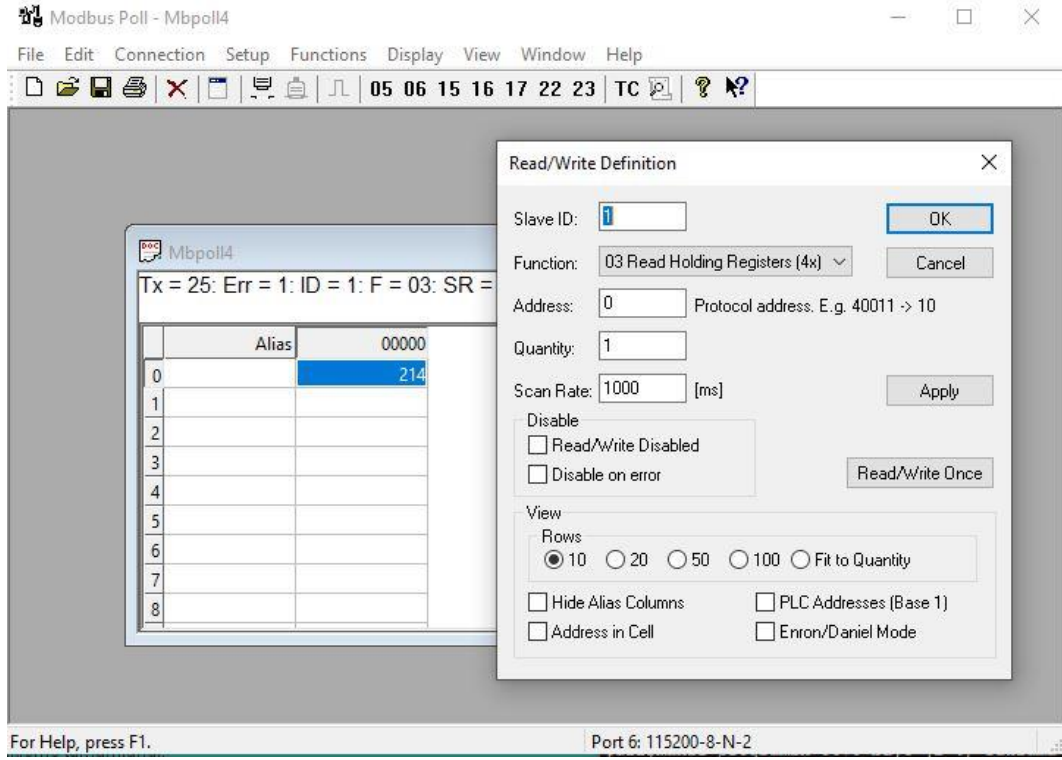 Modbus Poll - Mbpoll4
File Edit Connection Setup Functions Display View Window Help
05 06 15 16 17 22 23 TC
Mbpoll4
Tx = 25: Err = 1: ID = 1: F = 03: SR =
Alias 00000
0 214
1
2
3
4
5
6
7
8
Read/Write Definition
Slave ID: 1
OK
Function: 03 Read Holding Registers (4x)
Cancel
Address: 0 Protocol address. E.g. 40011 -> 10
Quantity: 1
Scan Rate: 1000 [ms]
Apply
Disable
Read/Write Disabled
Disable on error
Read/Write Once
View
Rows
10 20 50 100 Fit to Quantity
Hide Alias Columns PLC Addresses (Base 1)
Address in Cell Enron/Daniel Mode
For Help, press F1. Port 6: 115200-8-N-2